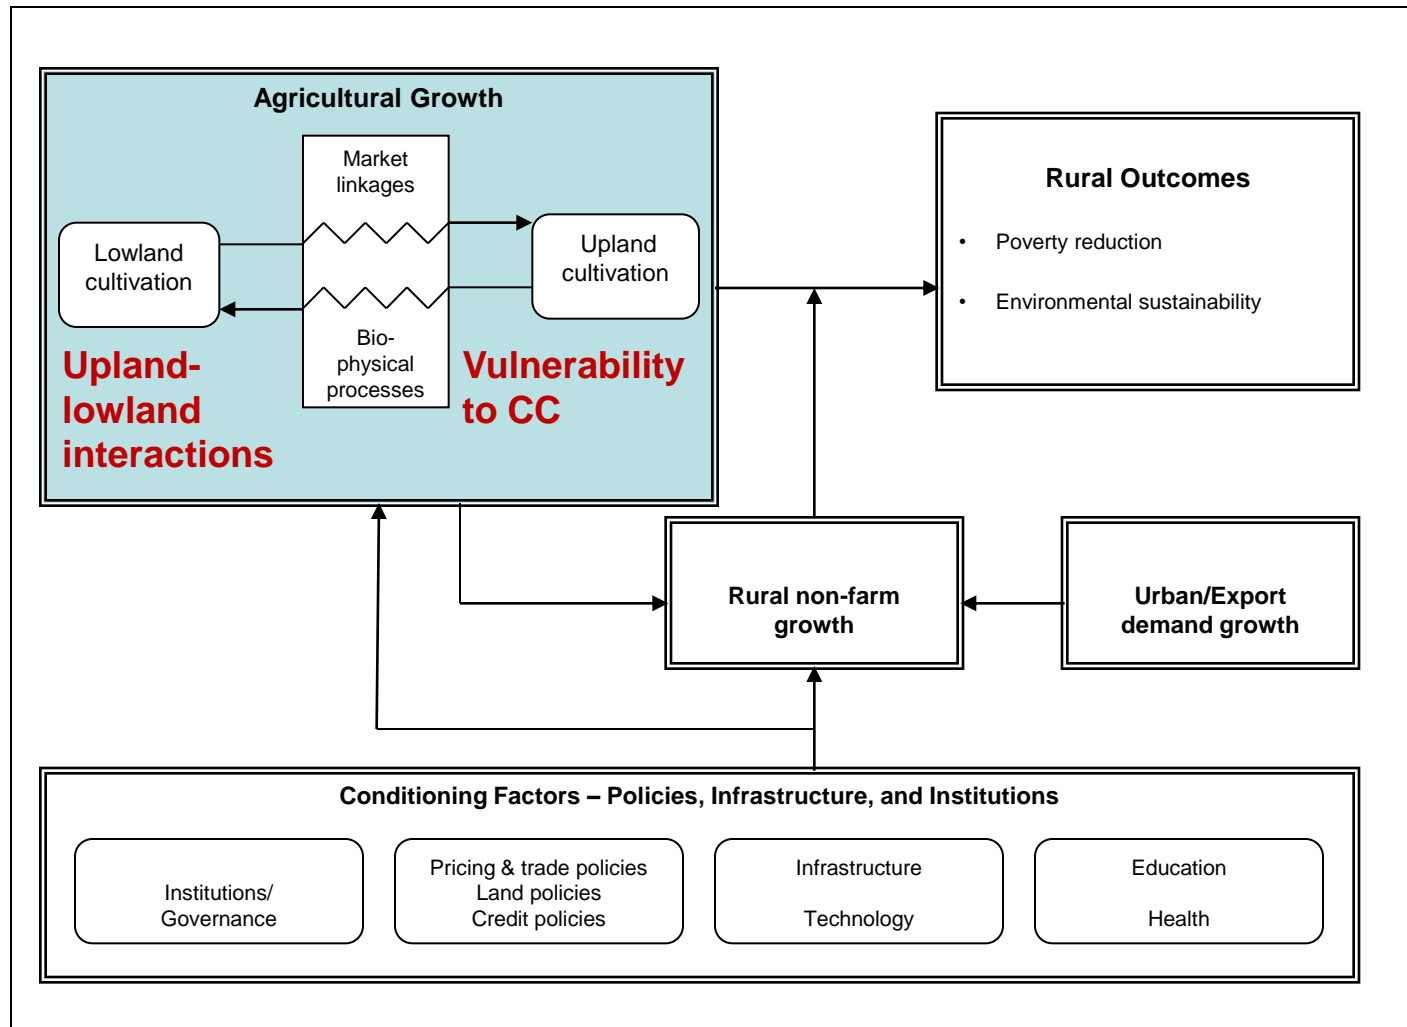 Agricultural Growth
Market
linkages
Lowland
cultivation
Upland
cultivation
Bio-
physical
processes
Upland-
lowland
interactions
Vulnerability
to CC
Rural Outcomes
• Poverty reduction
• Environmental sustainability
Rural non-farm
growth
Urban/Export
demand growth
Conditioning Factors – Policies, Infrastructure, and Institutions
Institutions/
Governance
Pricing & trade policies
Land policies
Credit policies
Infrastructure
Technology
Education
Health